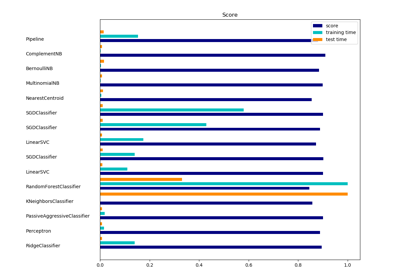 Score
score
training time
test time
Pipeline
ComplementNB
BernoulliNB
MultinomialNB
NearestCentroid
SGDClassifier
SGDClassifier
LinearSVC
SGDClassifier
LinearSVC
RandomForestClassifier
KNeighborsClassifier
PassiveAggressiveClassifier
Perceptron
RidgeClassifier
0.0 0.2 0.4 0.6 0.8 1.0